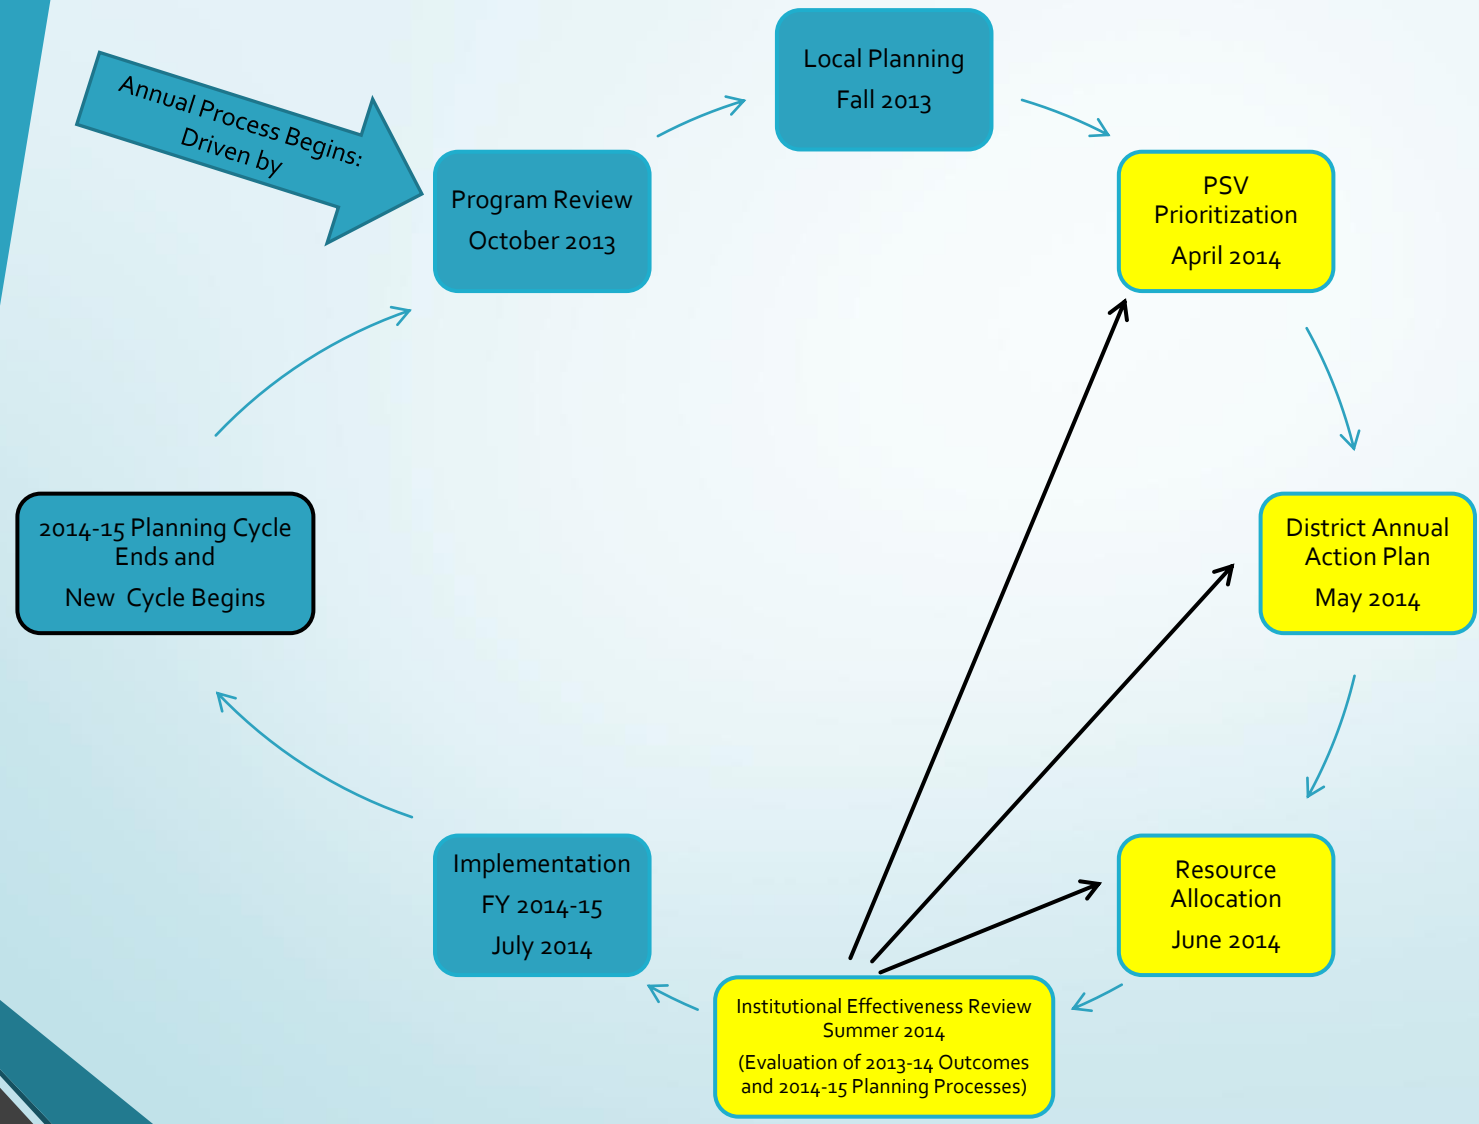 Annual Process Begins:
Driven by
Local Planning
Fall 2013
Program Review
October 2013
PSV
Prioritization
April 2014
District Annual
Action Plan
May 2014
Resource
Allocation
June 2014
Institutional Effectiveness Review
Summer 2014
(Evaluation of 2013-14 Outcomes
and 2014-15 Planning Processes)
Implementation
FY 2014-15
July 2014
2014-15 Planning Cycle
Ends and
New Cycle Begins